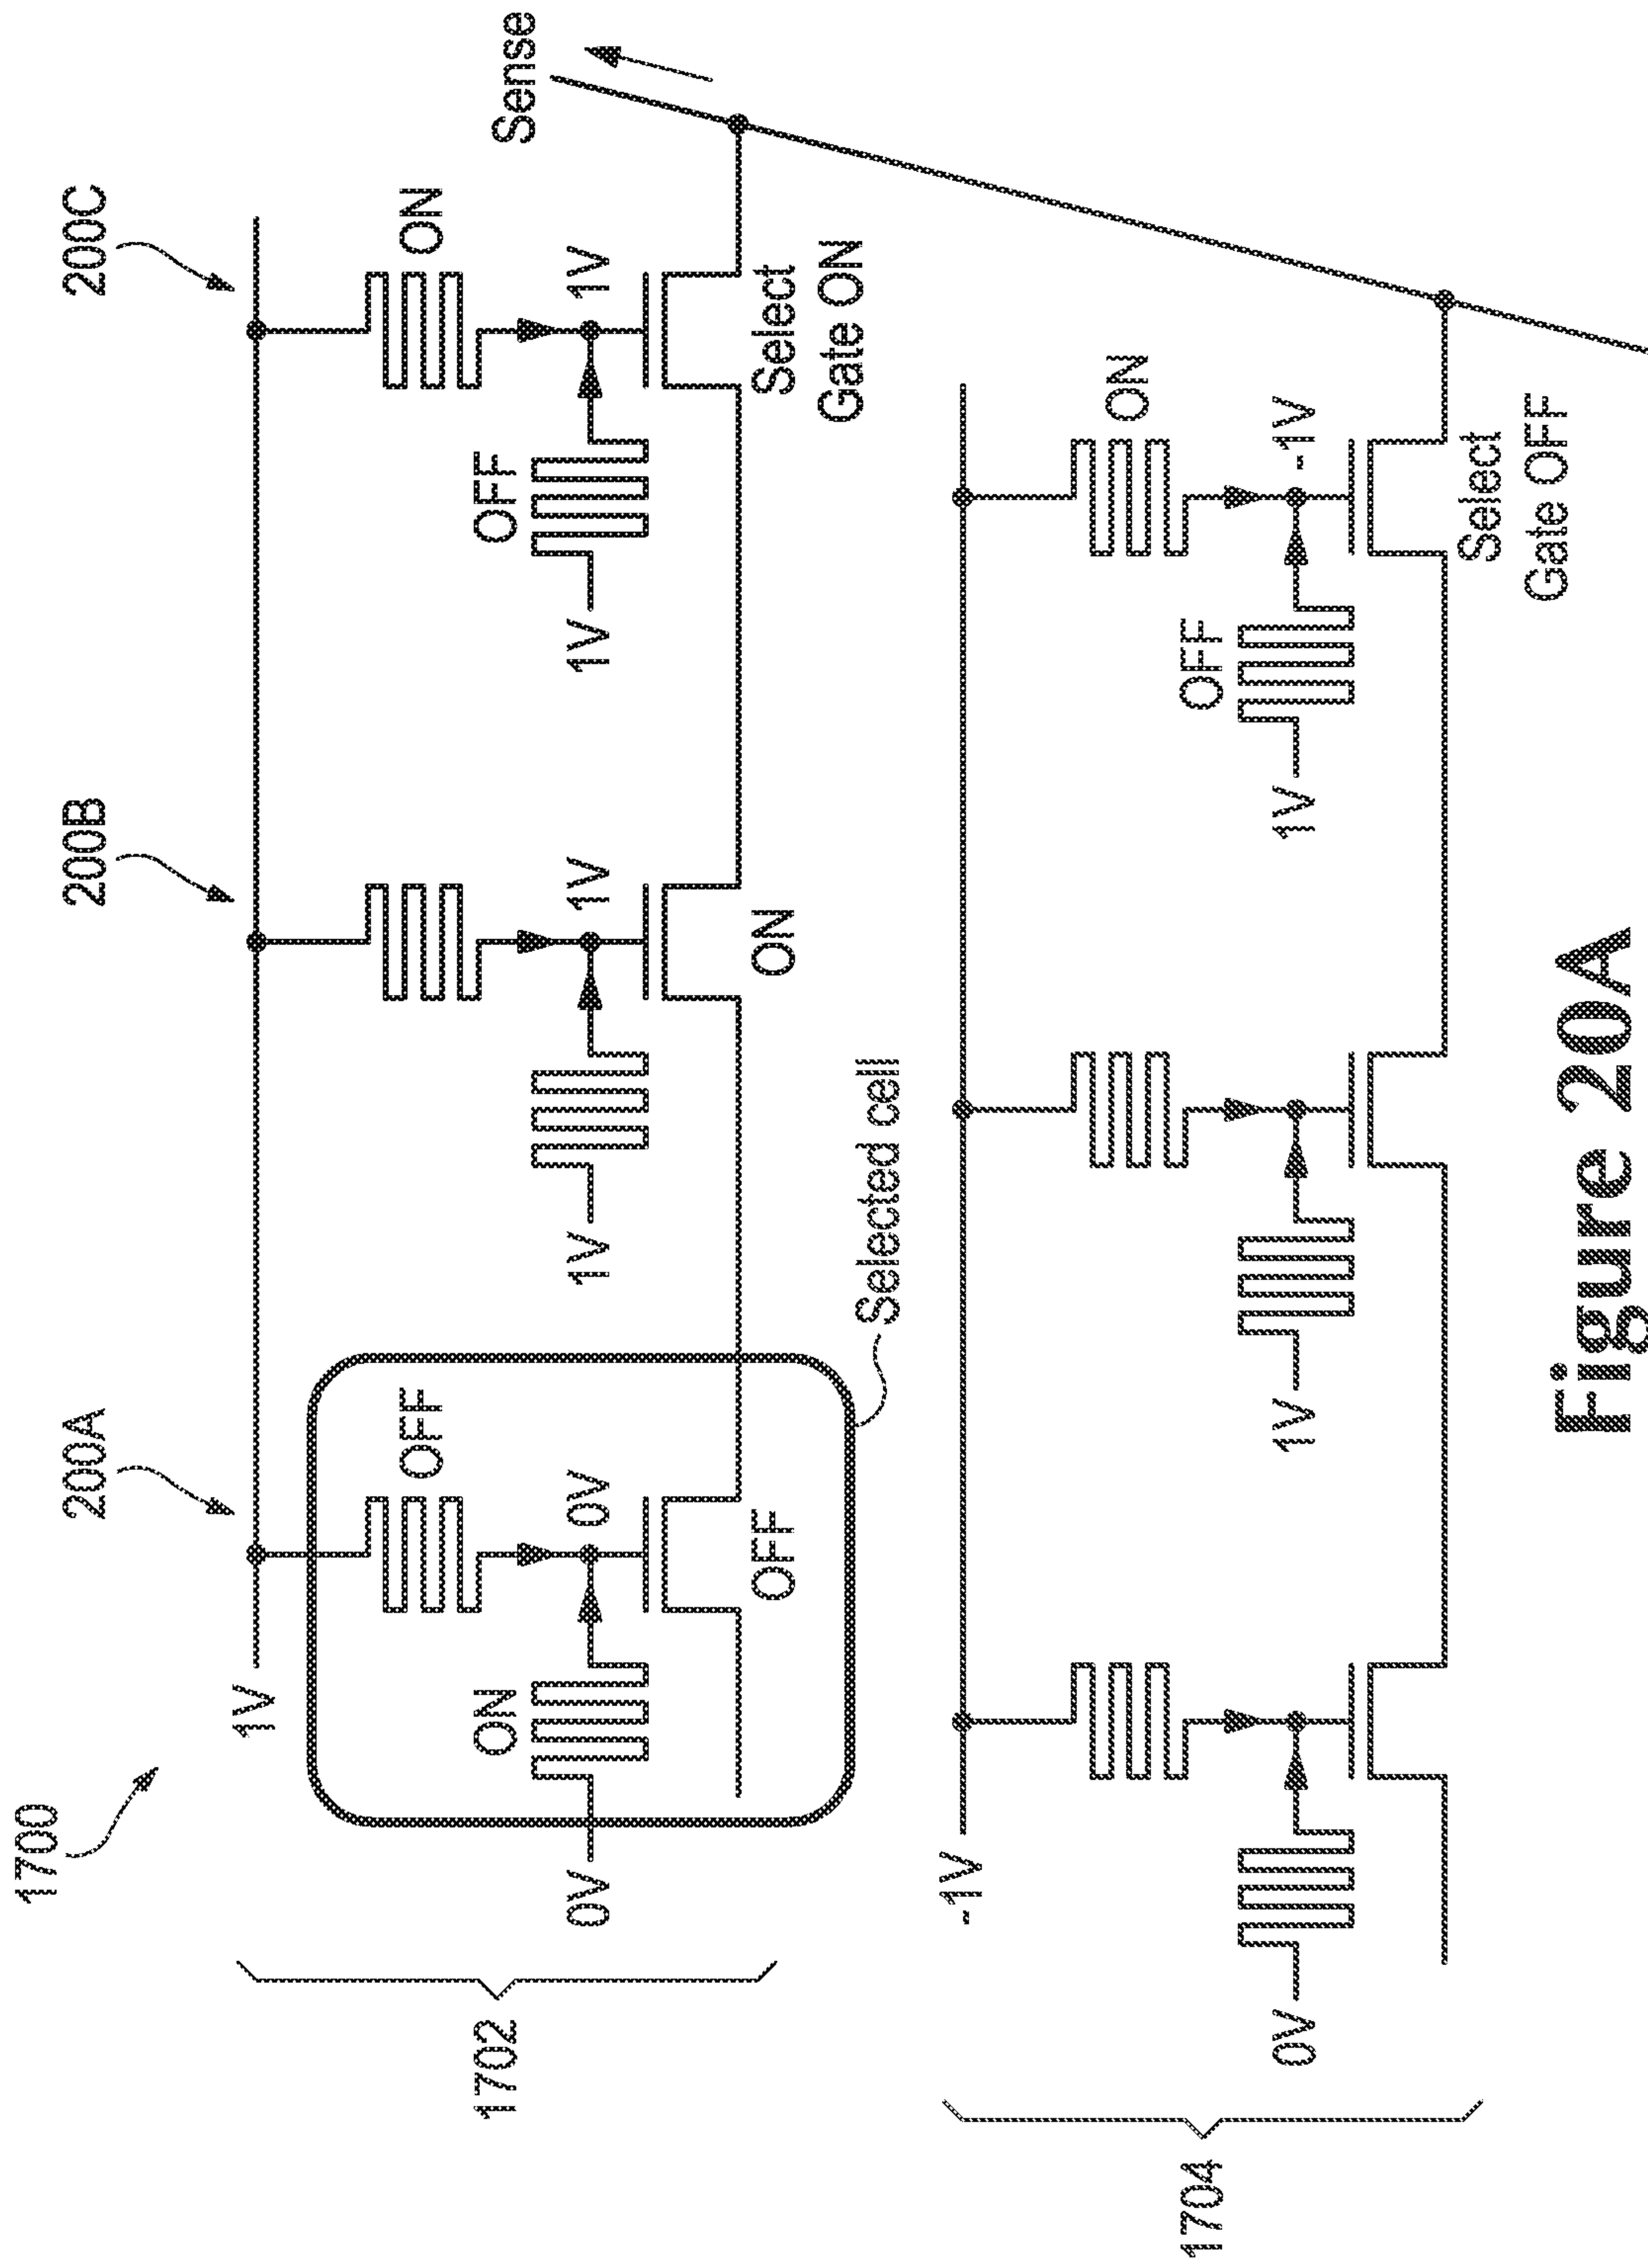 1700
200A
200B
200C
Sense
1V
OFF
ON
ON
OFF
1702
0V
0V
1V
1V
1V
1V
OFF
ON
Select
Gate ON
Selected cell
-1V
ON
OFF
1704
0V
1V
1V
-1V
Select
Gate OFF
Figure 20A